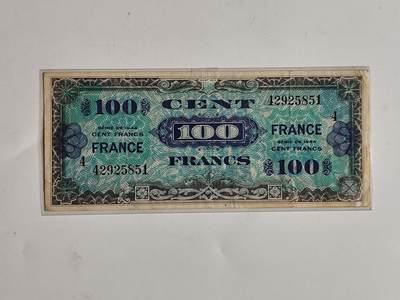 100 CENT 42925851
SÉRIE DE 1944
CENT FRANCS
4
100
FRANCE
SÉRIE DE 1944
CENT FRANCS
FRANCE
4
42925851
FRANCS
100